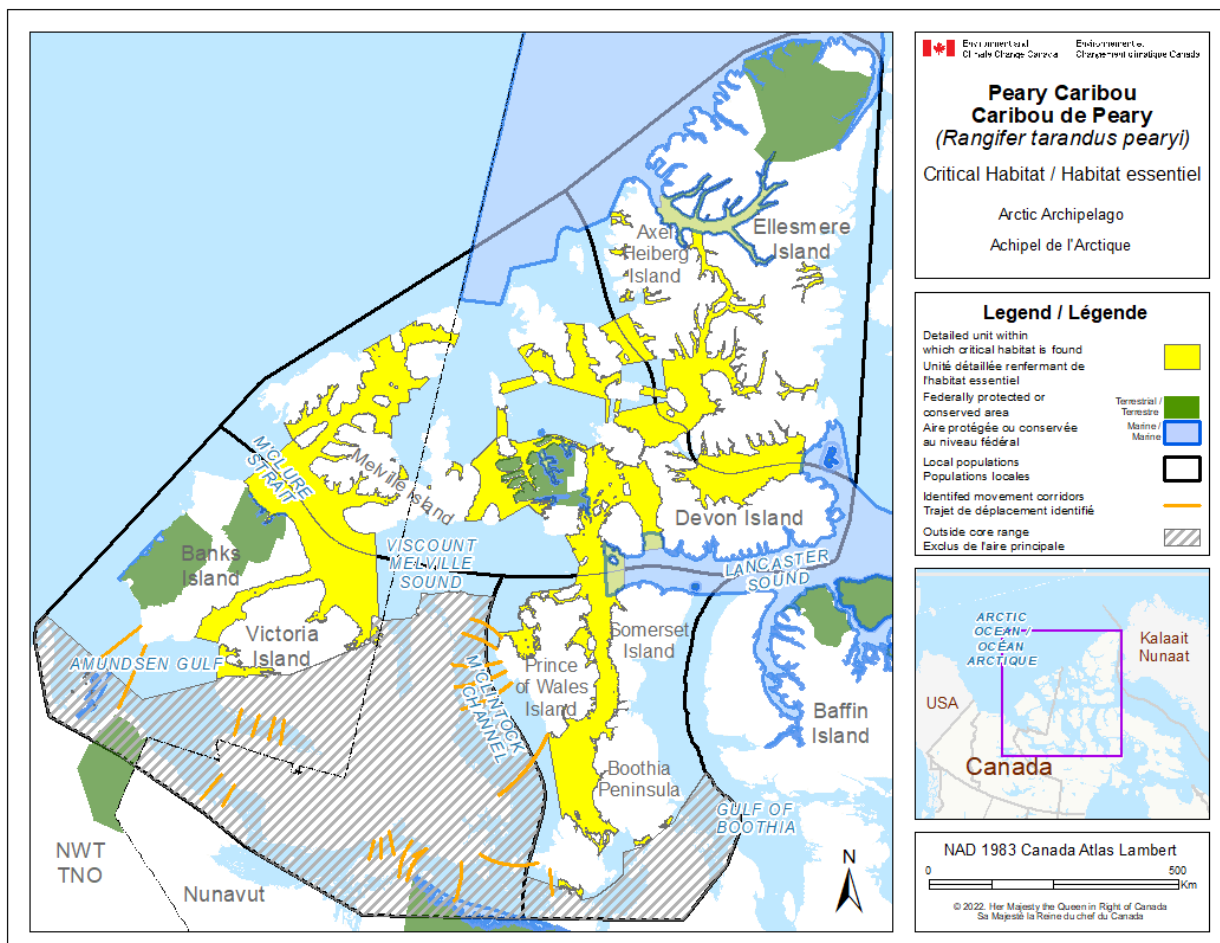 Environment and
Climate Change Canada
Environnement et
Changement climatique Canada
Peary Caribou
Caribou de Peary
(Rangifer tarandus pearyi)
Critical Habitat / Habitat essentiel
Arctic Archipelago
Achipel de l'Arctique
Legend / Légende
Detailed unit within
which critical habitat is found
Unité détaillée renfermant de
l'habitat essentiel
Federally protected or
conserved area
Aire protégée ou conservée
au niveau fédéral
Terrestrial /
Terrestre
Marine /
Marine
Local populations
Populations locales
Identifed movement corridors
Trajet de déplacement identifié
Outside core range
Exclus de l'aire principale
Ellesmere
Island
Axel
Heiberg
Island
M'CLURE
STRAIT
Melville Island
Devon Island
Banks
Island
VISCOUNT
MELVILLE
SOUND
LANCASTER
SOUND
Victoria
Island
Somerset
Island
AMUNDSEN GULF
Prince
of Wales
Island
M'CLINTOCK
CHANNEL
Baffin
Island
Boothia
Peninsula
GULF OF
BOOTHIA
NWT
TNO
Nunavut
N
ARCTIC
OCEAN /
OCÉAN
ARCTIQUE
Kalaait
Nunaat
USA
Canada
NAD 1983 Canada Atlas Lambert
0 500
Km
© 2022. Her Majesty the Queen in Right of Canada
Sa Majesté la Reine du chef du Canada